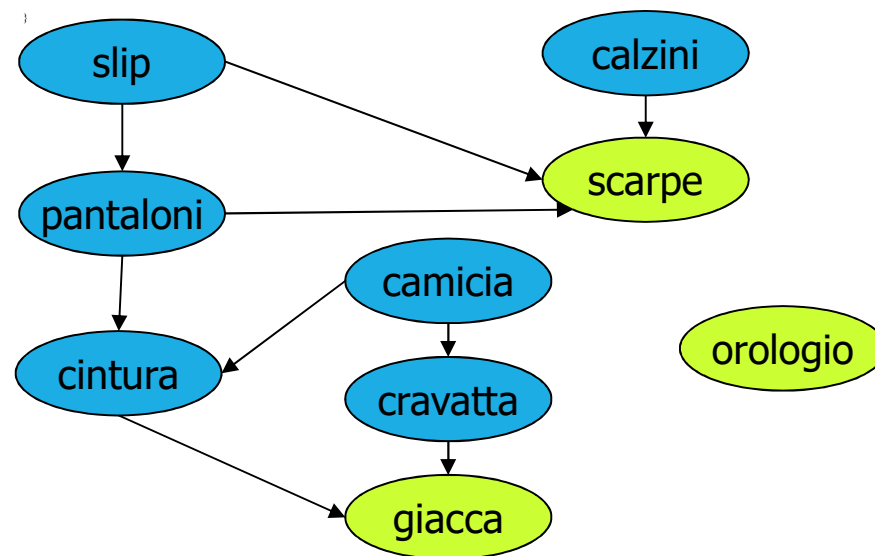 slip
calzini
scarpe
pantaloni
camicia
orologio
cintura
cravatta
giacca